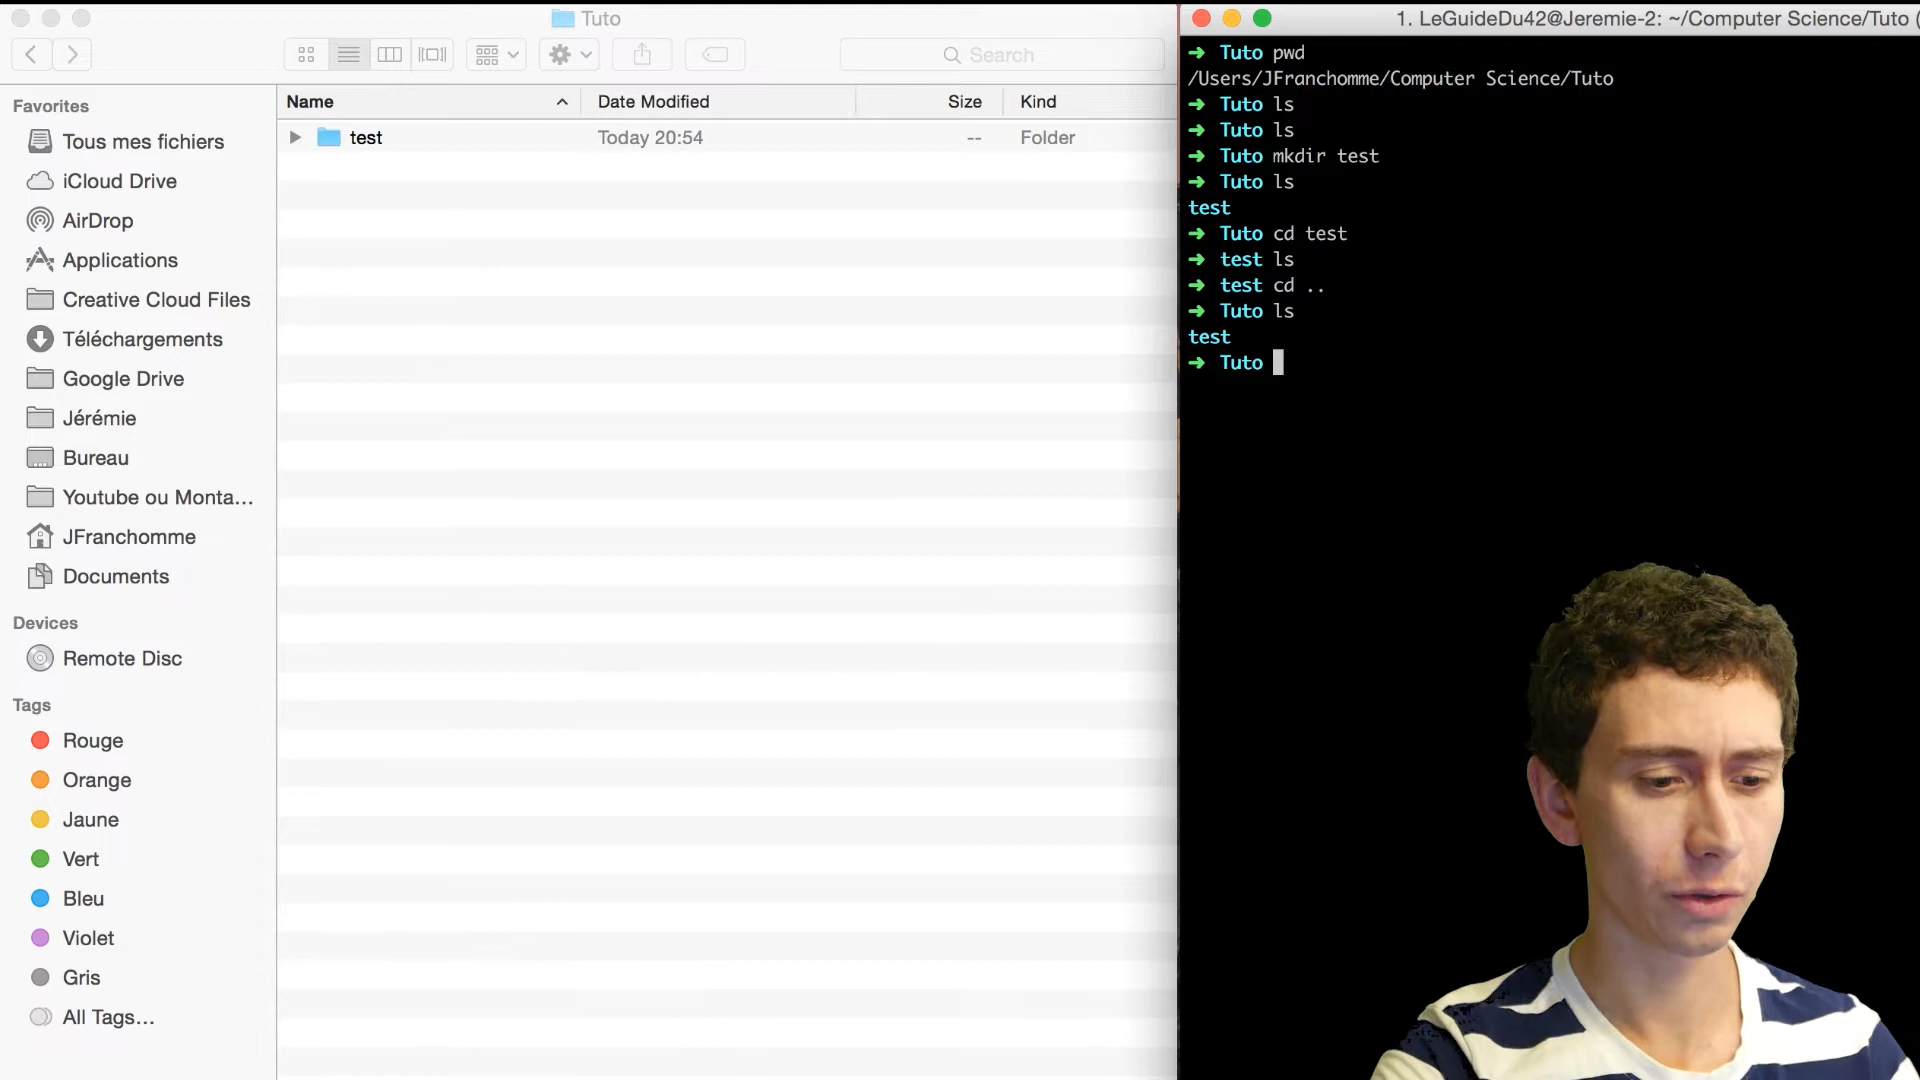 Tuto
Search
Favorites
Tous mes fichiers
iCloud Drive
AirDrop
Applications
Creative Cloud Files
Téléchargements
Google Drive
Jérémie
Bureau
Youtube ou Monta...
JFranchomme
Documents
Devices
Remote Disc
Tags
Rouge
Orange
Jaune
Vert
Bleu
Violet
Gris
All Tags...
Name Date Modified Size Kind
test Today 20:54 -- Folder
1. LeGuideDu42@Jeremie-2: ~/Computer Science/Tuto (
➜ Tuto pwd
/Users/JFranchomme/Computer Science/Tuto
➜ Tuto ls
➜ Tuto ls
➜ Tuto mkdir test
➜ Tuto ls
test
➜ Tuto cd test
➜ test ls
➜ test cd ..
➜ Tuto ls
test
➜ Tuto